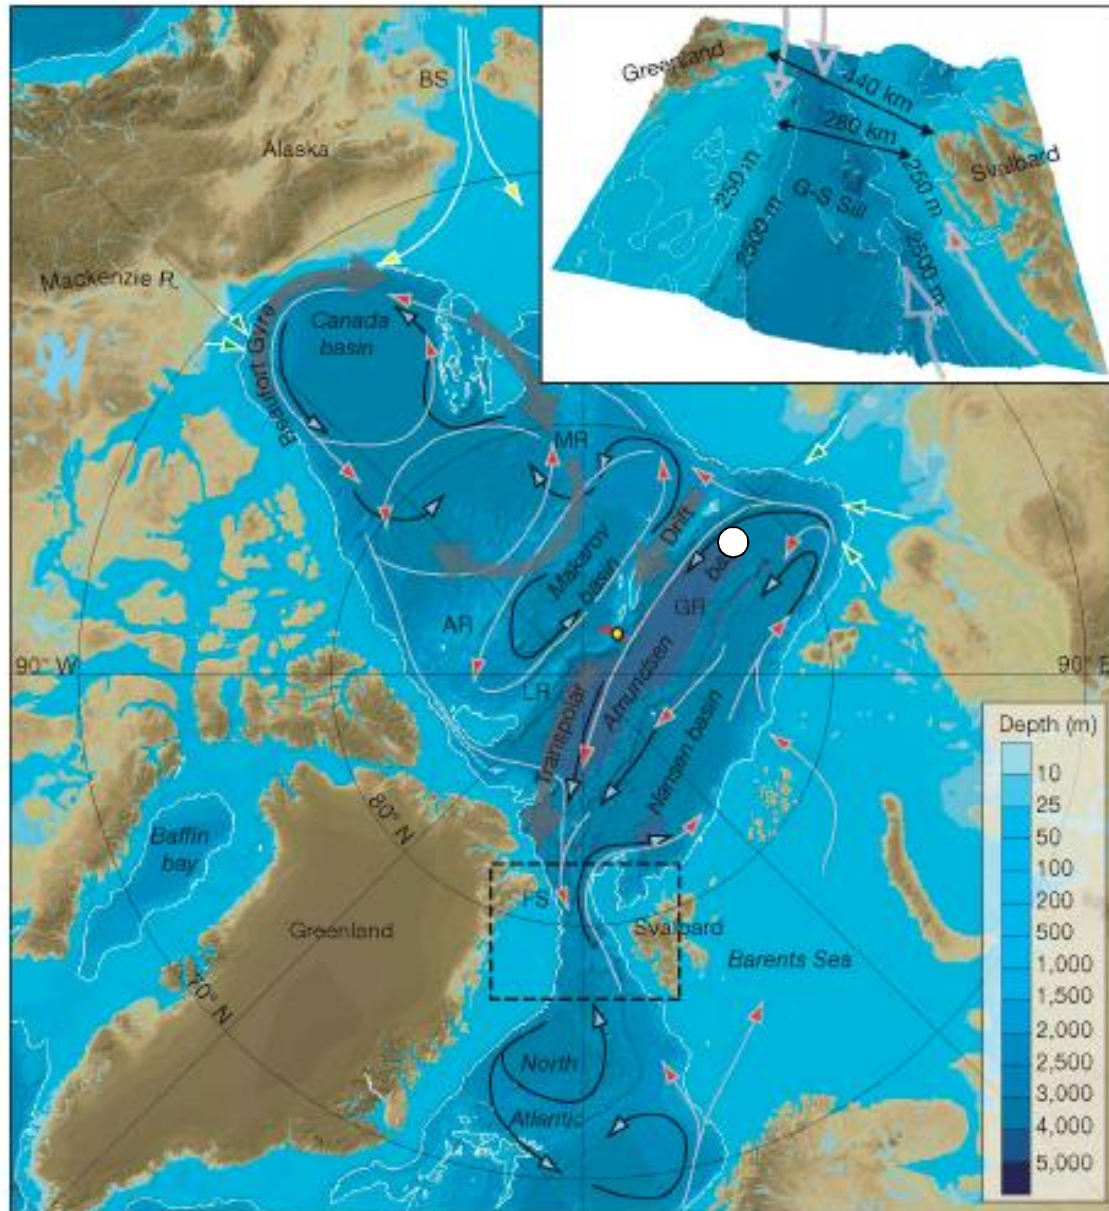 BS
Alaska
Mackenzie R.
Canada
basin
Beaufort Gyre
MR
Drift
Makarov
basin
GR
AR
LR
Amundsen
Transpolar
Nansen basin
90° W
90° E
80° N
70° N
Baffin
bay
Greenland
FS
Svalbard
Barents Sea
North
Atlantic
Greenland
440 km
280 km
Svalbard
250 m
G-S Sill
250 m
2500 m
2500 m
Depth (m)
10
25
50
100
200
500
1,000
1,500
2,000
2,500
3,000
4,000
5,000